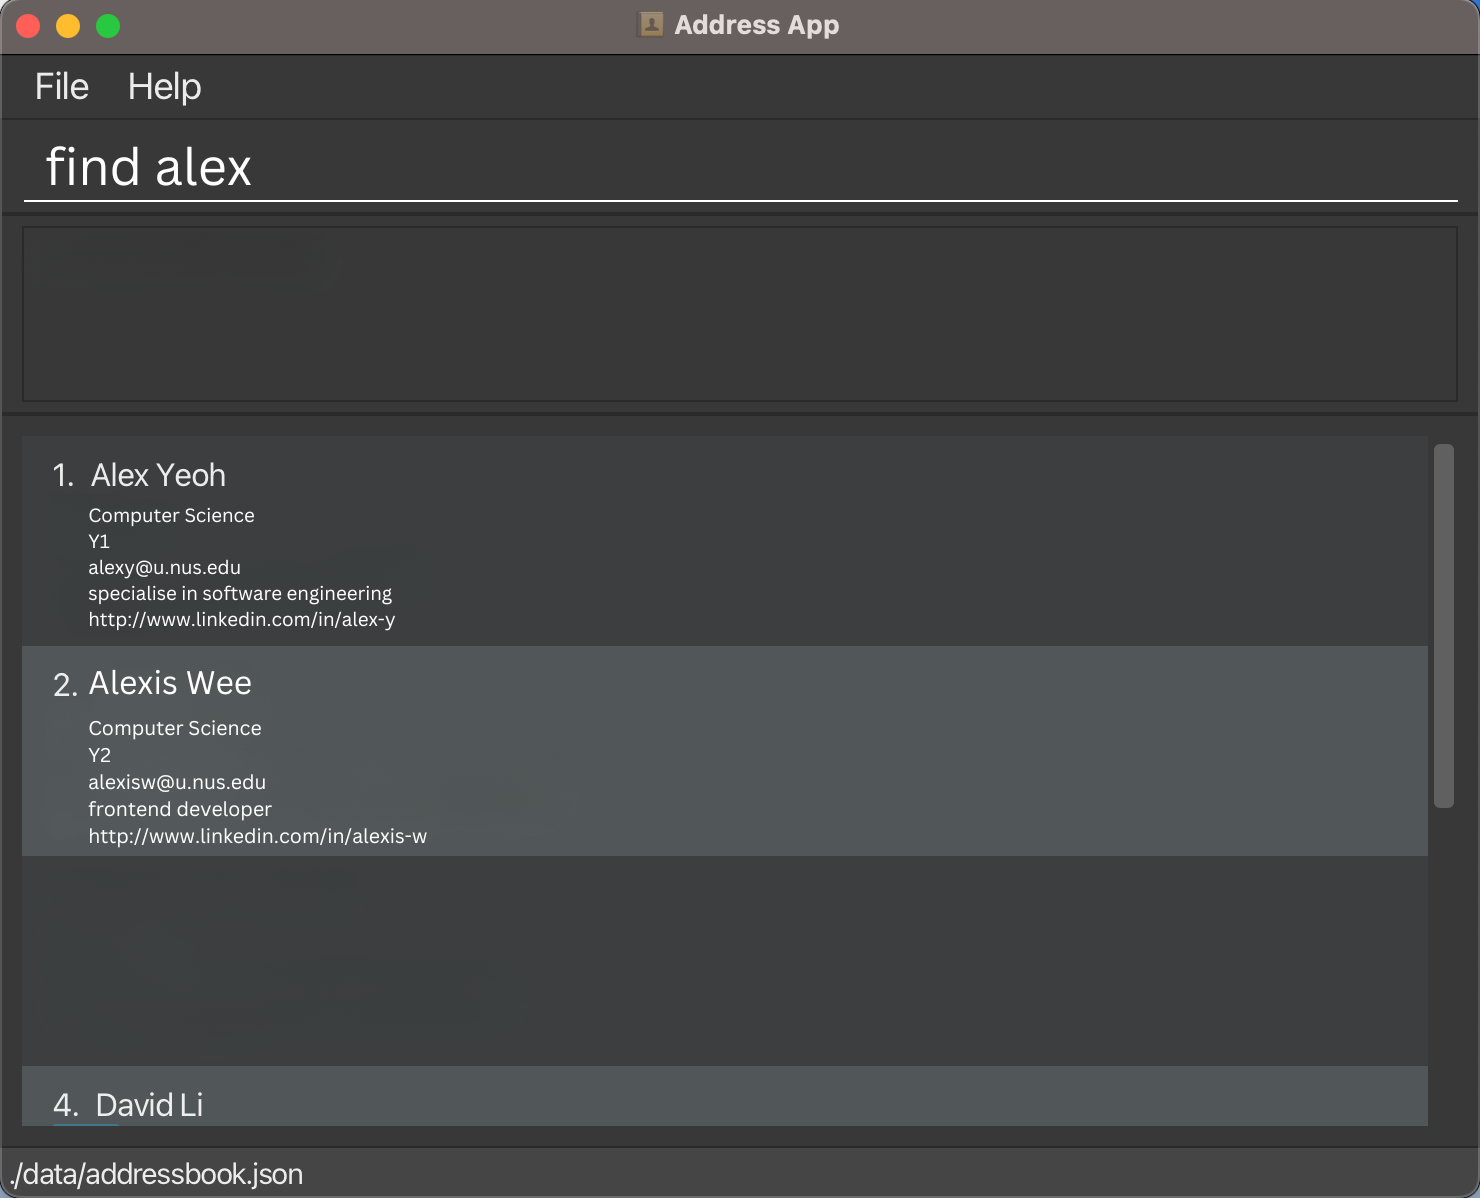 Address App
File Help
find alex
1. Alex Yeoh
Computer Science
Y1
alexy@u.nus.edu
specialise in software engineering
http://www.linkedin.com/in/alex-y
2. Alexis Wee
Computer Science
Y2
alexisw@u.nus.edu
frontend developer
http://www.linkedin.com/in/alexis-w
4. David Li
./data/addressbook.json